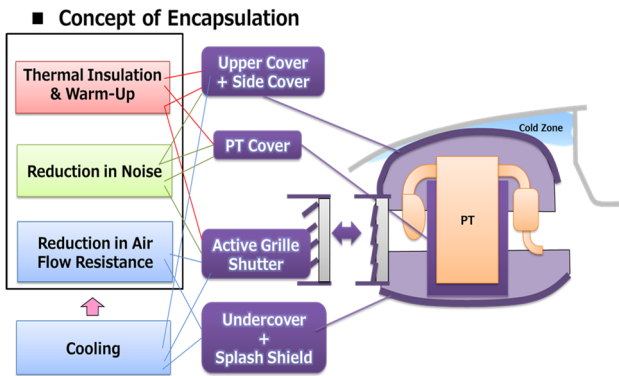 ■ Concept of Encapsulation
Thermal Insulation
& Warm-Up
Reduction in Noise
Reduction in Air
Flow Resistance
Cooling
Upper Cover
+ Side Cover
PT Cover
Active Grille
Shutter
Undercover
+
Splash Shield
Cold Zone
PT